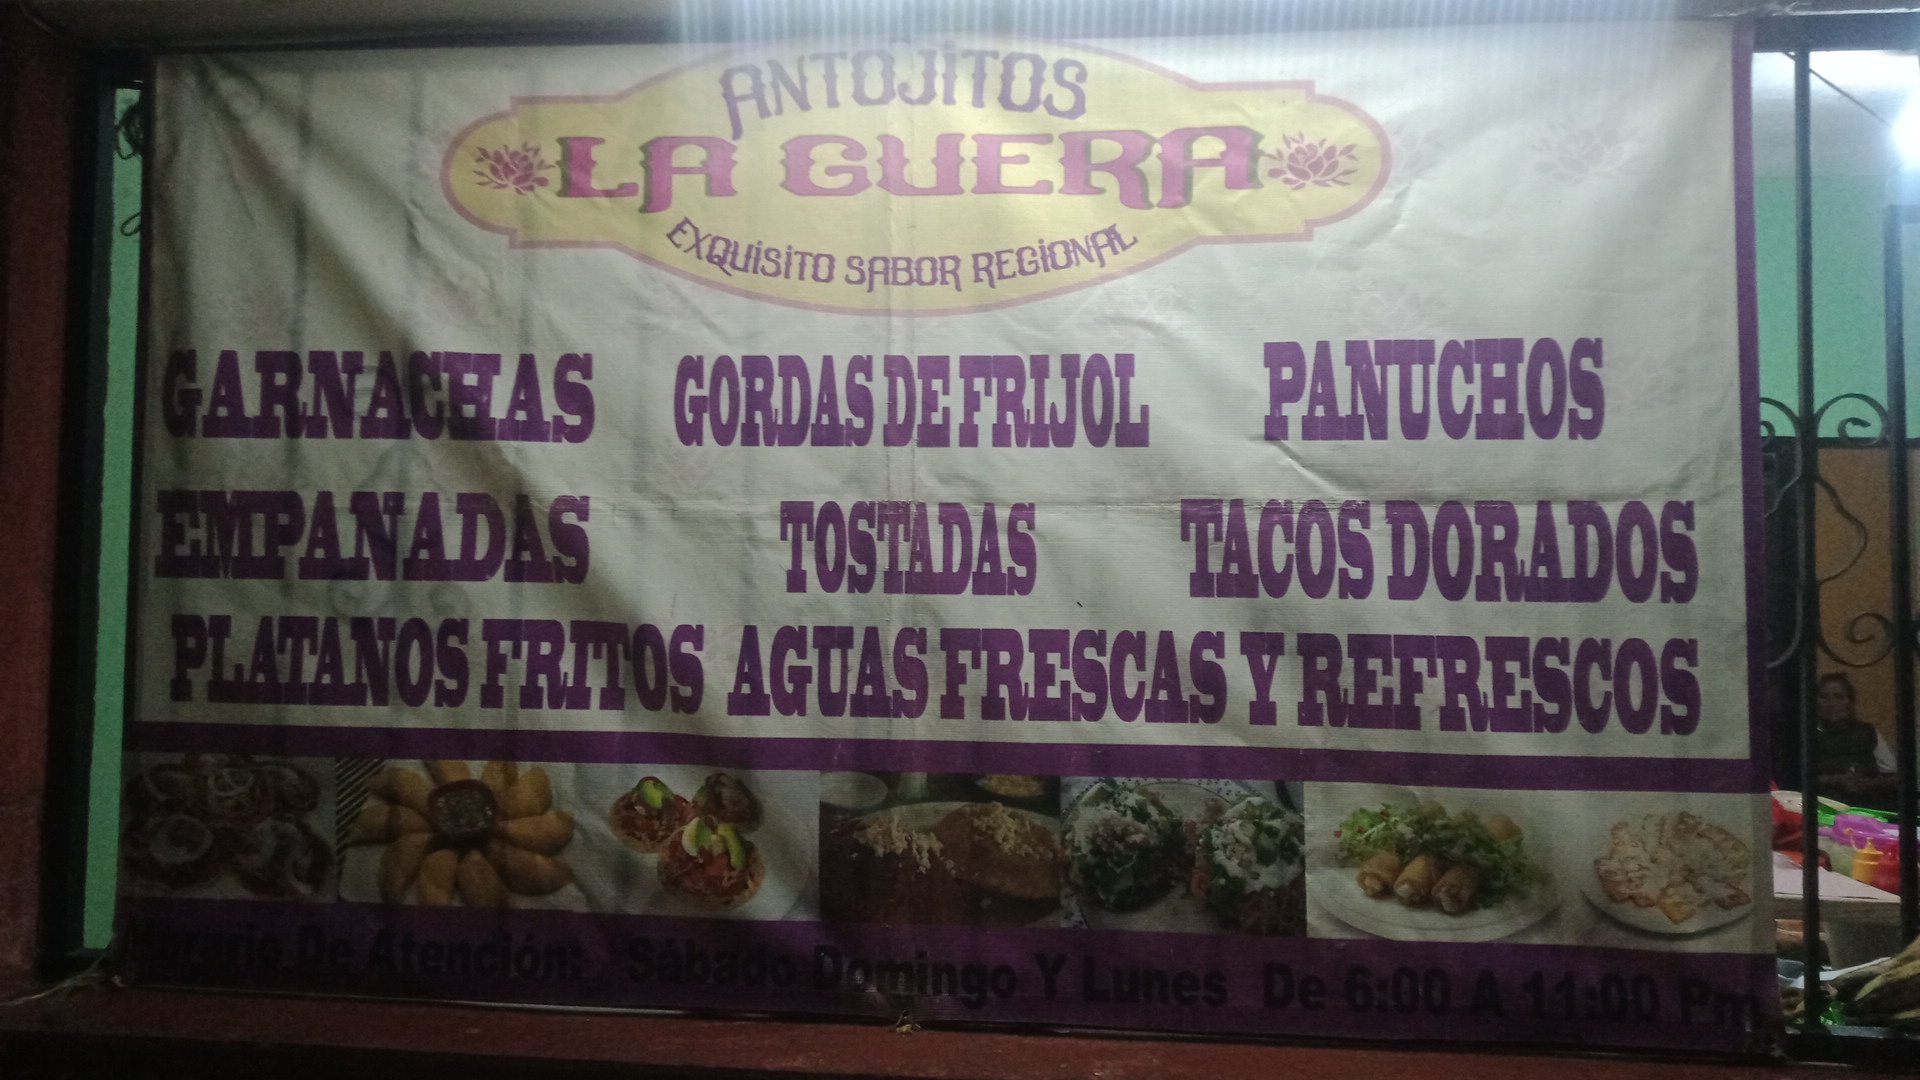 ANTOJITOS
LA GUERA
EXQUISITO SABOR REGIONAL
GARNACHAS GORDAS DE FRIJOL PANUCHOS
EMPANADAS TOSTADAS TACOS DORADOS
PLATANOS FRITOS AGUAS FRESCAS Y REFRESCOS
Horario De Atención: Sábado Domingo Y Lunes De 6:00 A 11:00 Pm